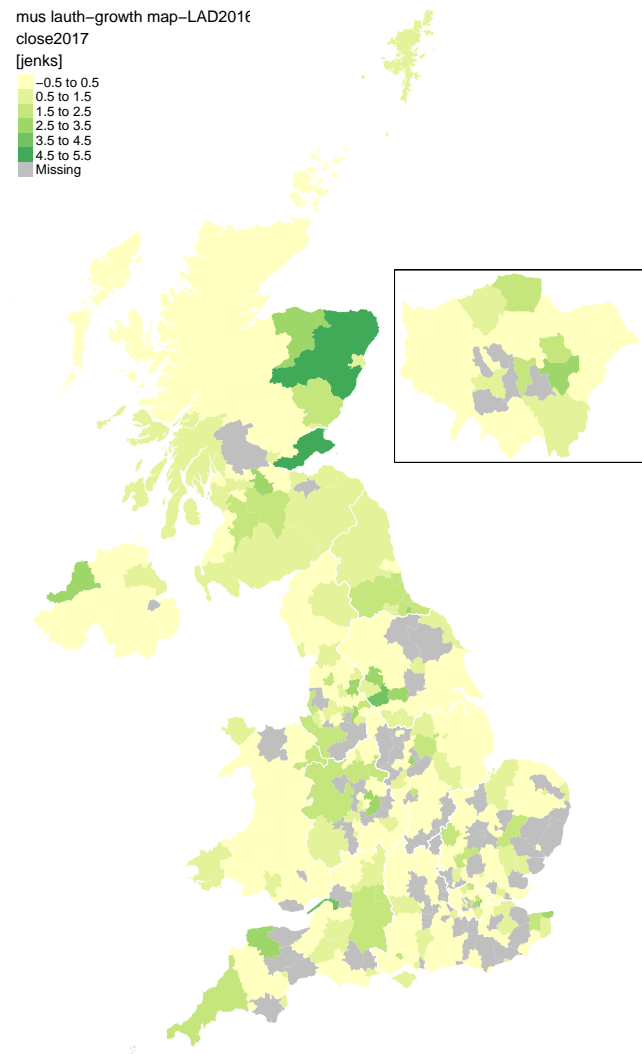 mus lauth−growth map−LAD2016
close2017
[jenks]
−0.5 to 0.5
0.5 to 1.5
1.5 to 2.5
2.5 to 3.5
3.5 to 4.5
4.5 to 5.5
Missing